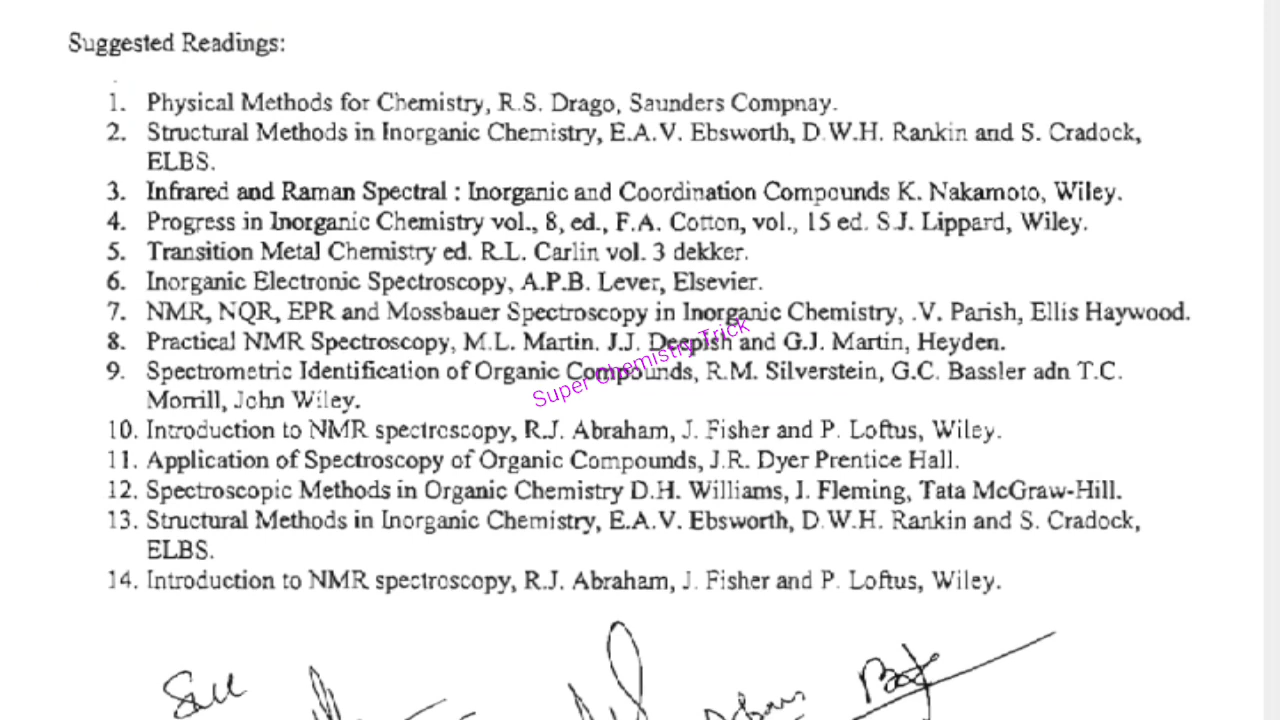 Suggested Readings:
1. Physical Methods for Chemistry, R.S. Drago, Saunders Compnay.
2. Structural Methods in Inorganic Chemistry, E.A.V. Ebsworth, D.W.H. Rankin and S. Cradock,
ELBS.
3. Infrared and Raman Spectral : Inorganic and Coordination Compounds K. Nakamoto, Wiley.
4. Progress in Inorganic Chemistry vol., 8, ed., F.A. Cotton, vol., 15 ed. S.J. Lippard, Wiley.
5. Transition Metal Chemistry ed. R.L. Carlin vol. 3 dekker.
6. Inorganic Electronic Spectroscopy, A.P.B. Lever, Elsevier.
7. NMR, NQR, EPR and Mossbauer Spectroscopy in Inorganic Chemistry, .V. Parish, Ellis Haywood.
8. Practical NMR Spectroscopy, M.L. Martin. J.J. Deepish and G.J. Martin, Heyden.
9. Spectrometric Identification of Organic Compounds, R.M. Silverstein, G.C. Bassler adn T.C.
Morrill, John Wiley.
10. Introduction to NMR spectroscopy, R.J. Abraham, J. Fisher and P. Loftus, Wiley.
11. Application of Spectroscopy of Organic Compounds, J.R. Dyer Prentice Hall.
12. Spectroscopic Methods in Organic Chemistry D.H. Williams, I. Fleming, Tata McGraw-Hill.
13. Structural Methods in Inorganic Chemistry, E.A.V. Ebsworth, D.W.H. Rankin and S. Cradock,
ELBS.
14. Introduction to NMR spectroscopy, R.J. Abraham, J. Fisher and P. Loftus, Wiley.
Super Chemistry Trick